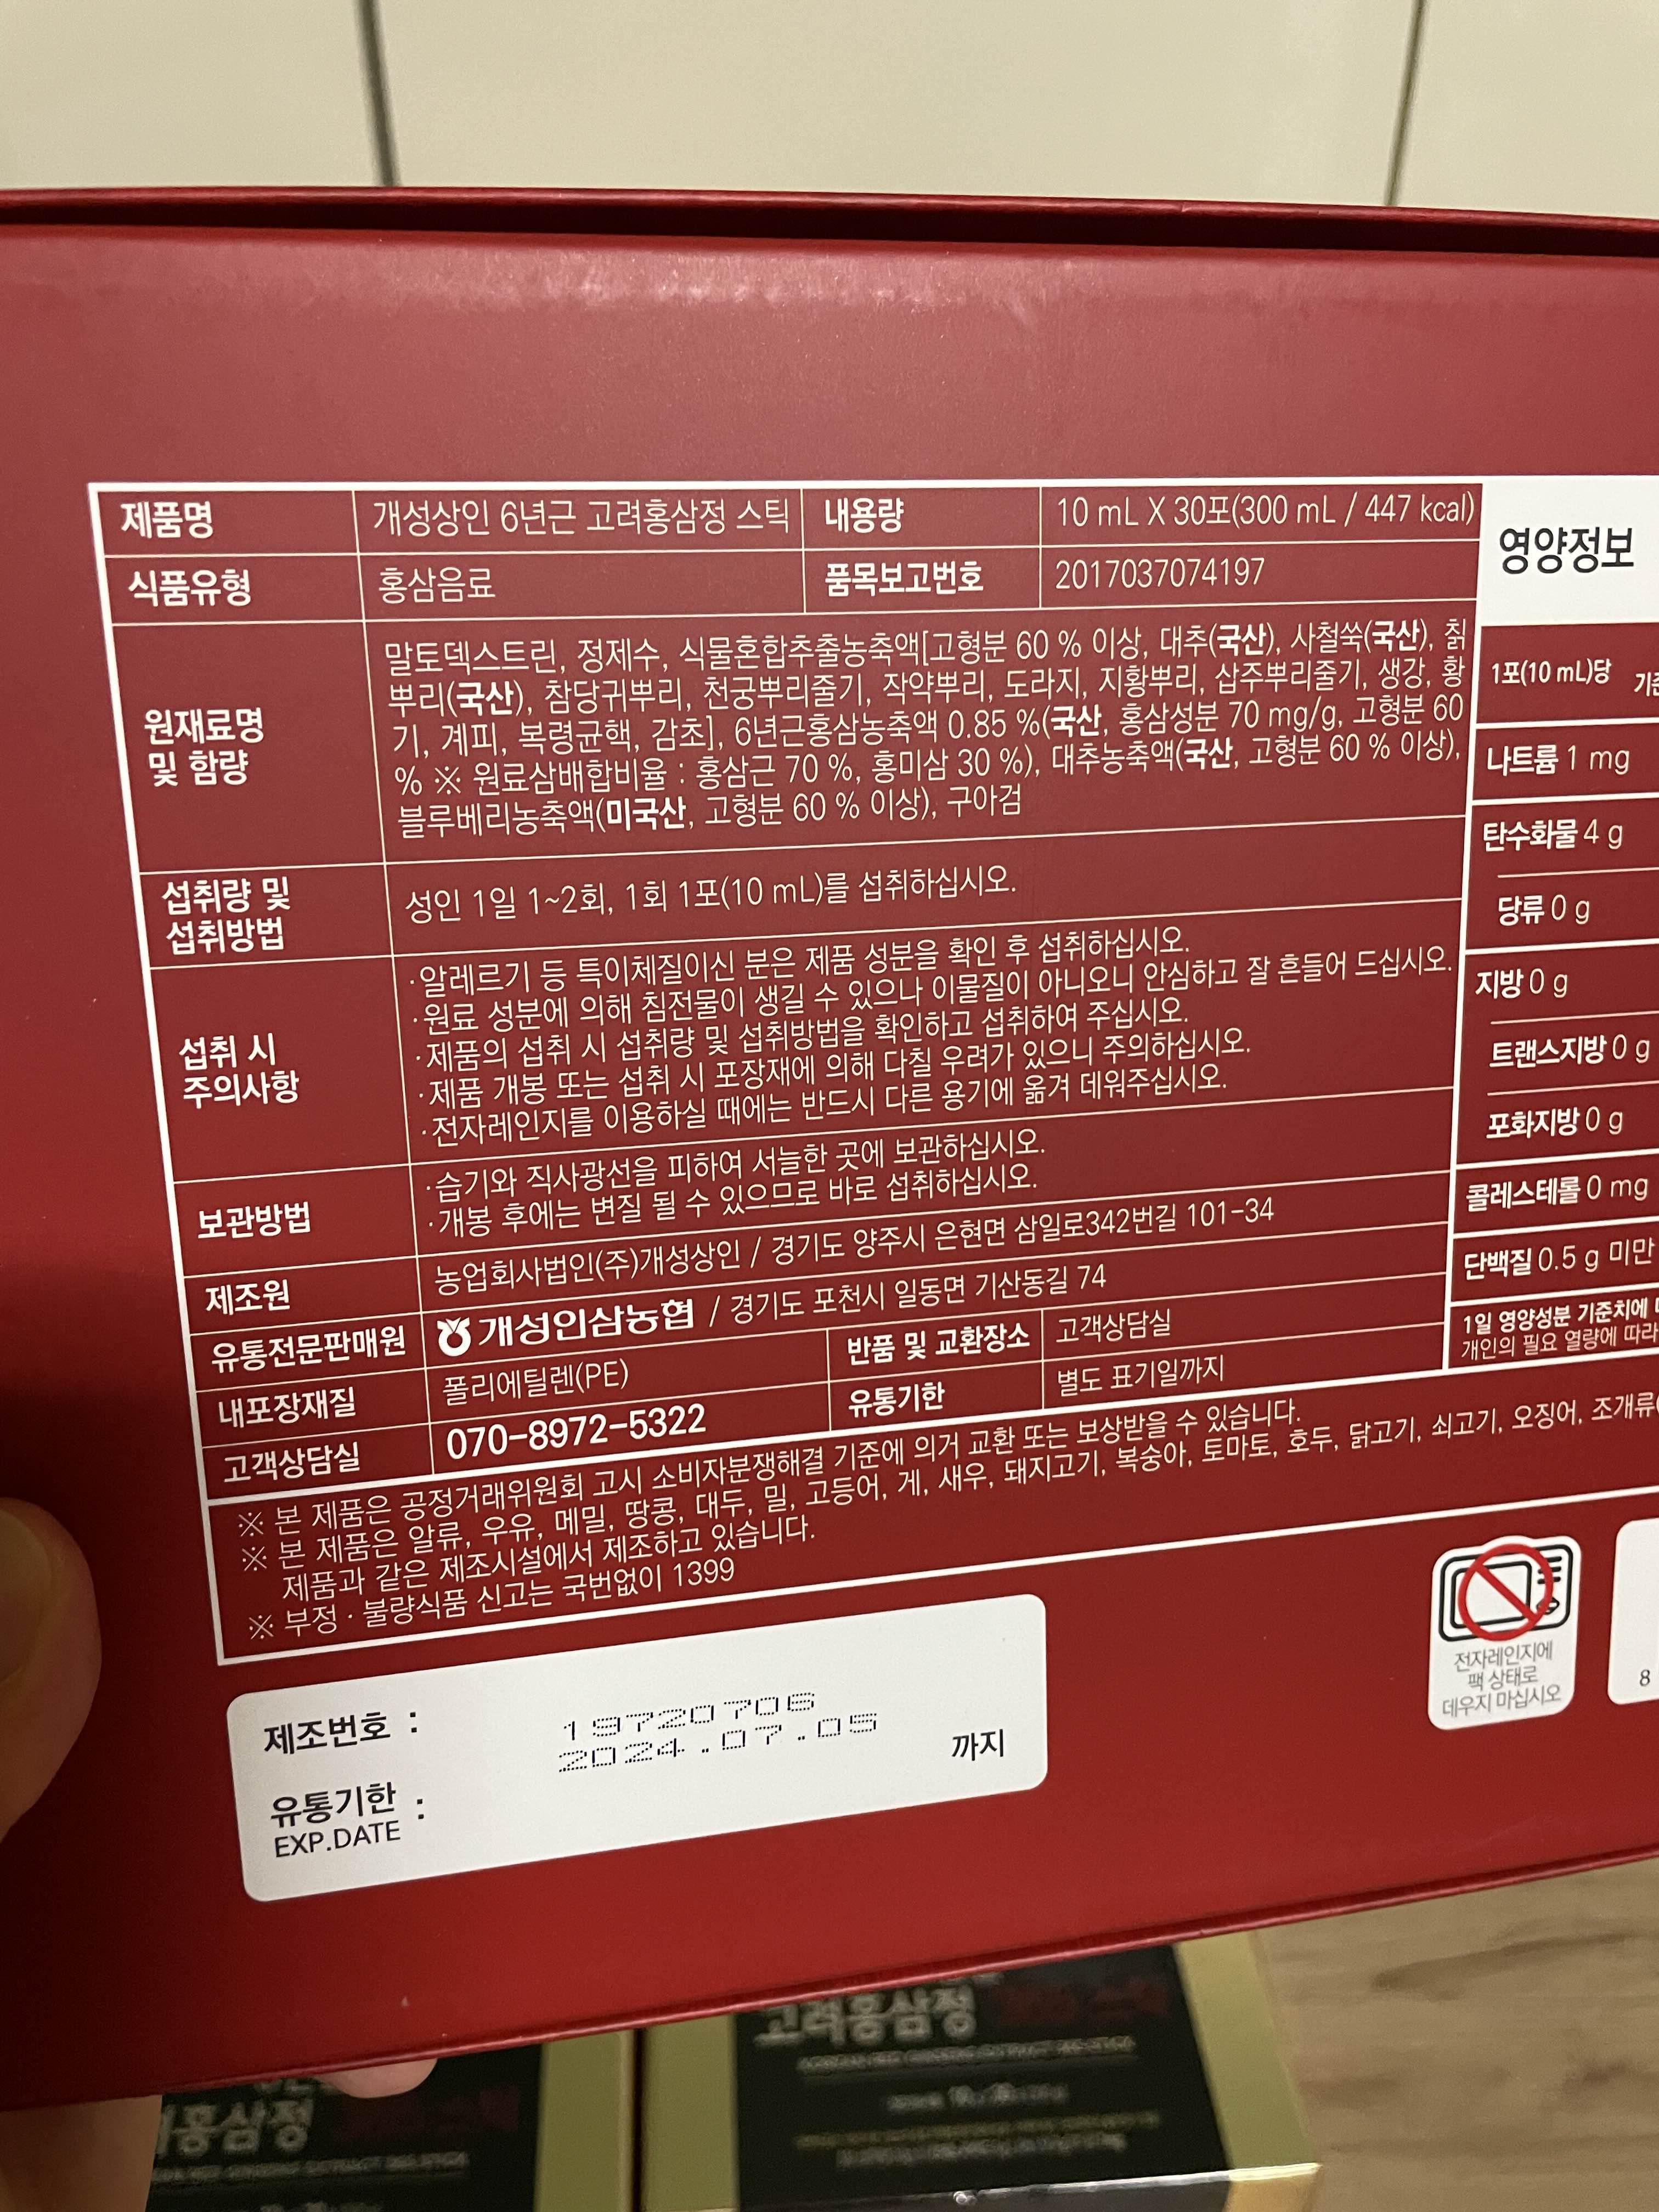 제품명
개성상인 6년근 고려홍삼정 스틱
내용량
10 mL X 30포(300 mL / 447 kcal)
식품유형
홍삼음료
품목보고번호
2017037074197
원재료명
및 함량
말토덱스트린, 정제수, 식물혼합추출농축액[고형분 60 % 이상, 대추(국산), 사철쑥(국산), 칡
뿌리(국산), 참당귀뿌리, 천궁뿌리줄기, 작약뿌리, 도라지, 지황뿌리, 삽주뿌리줄기, 생강, 황
기, 계피, 복령균핵, 감초], 6년근홍삼농축액 0.85 %(국산, 홍삼성분 70 mg/g, 고형분 60
% ※ 원료삼배합비율 : 홍삼근 70 %, 홍미삼 30 %), 대추농축액(국산, 고형분 60 % 이상),
블루베리농축액(미국산, 고형분 60 % 이상), 구아검
섭취량 및
섭취방법
성인 1일 1~2회, 1회 1포(10 mL)를 섭취하십시오.
섭취 시
주의사항
·알레르기 등 특이체질이신 분은 제품 성분을 확인 후 섭취하십시오.
·원료 성분에 의해 침전물이 생길 수 있으나 이물질이 아니오니 안심하고 잘 흔들어 드십시오.
·제품의 섭취 시 섭취량 및 섭취방법을 확인하고 섭취하여 주십시오.
·제품 개봉 또는 섭취 시 포장재에 의해 다칠 우려가 있으니 주의하십시오.
·전자레인지를 이용하실 때에는 반드시 다른 용기에 옮겨 데워주십시오.
보관방법
·습기와 직사광선을 피하여 서늘한 곳에 보관하십시오.
·개봉 후에는 변질 될 수 있으므로 바로 섭취하십시오.
제조원
농업회사법인(주)개성상인 / 경기도 양주시 은현면 삼일로342번길 101-34
유통전문판매원
개성인삼농협 / 경기도 포천시 일동면 기산동길 74
내포장재질
폴리에틸렌(PE)
반품 및 교환장소
고객상담실
고객상담실
070-8972-5322
유통기한
별도 표기일까지
※ 본 제품은 공정거래위원회 고시 소비자분쟁해결 기준에 의거 교환 또는 보상받을 수 있습니다.
※ 본 제품은 알류, 우유, 메밀, 땅콩, 대두, 밀, 고등어, 게, 새우, 돼지고기, 복숭아, 토마토, 호두, 닭고기, 쇠고기, 오징어, 조개류(
제품과 같은 제조시설에서 제조하고 있습니다.
※ 부정 · 불량식품 신고는 국번없이 1399
영양정보
1포(10 mL)당
기준
나트륨 1 mg
탄수화물 4 g
당류 0 g
지방 0 g
트랜스지방 0 g
포화지방 0 g
콜레스테롤 0 mg
단백질 0.5 g 미만
1일 영양성분 기준치에
개인의 필요 열량에 따라
전자레인지에
팩 상태로
데우지 마십시오
8
제조번호 :
19720706
2024.07.05
까지
유통기한 :
EXP.DATE
고려홍삼정
홍삼정